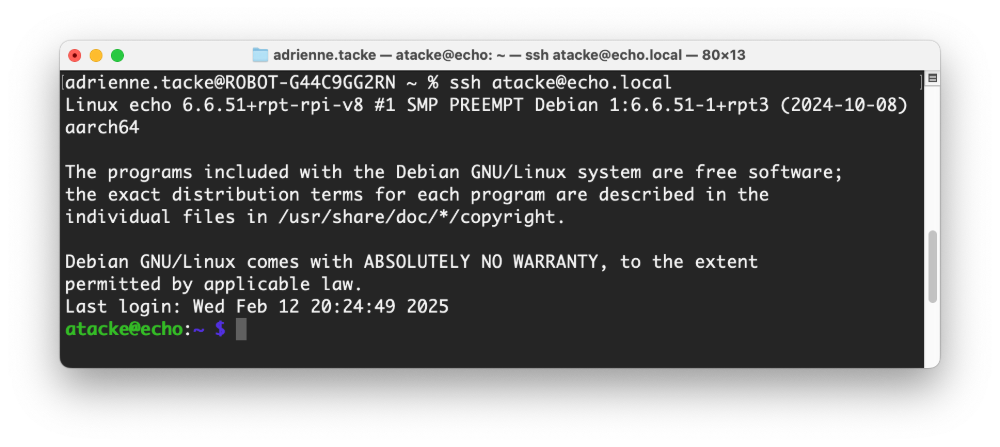 adrienne.tacke — atacke@echo: ~ — ssh atacke@echo.local — 80×13
[adrienne.tacke@ROBOT-G44C9GG2RN ~ % ssh atacke@echo.local ]
Linux echo 6.6.51+rpt-rpi-v8 #1 SMP PREEMPT Debian 1:6.6.51-1+rpt3 (2024-10-08)
aarch64
The programs included with the Debian GNU/Linux system are free software;
the exact distribution terms for each program are described in the
individual files in /usr/share/doc/*/copyright.
Debian GNU/Linux comes with ABSOLUTELY NO WARRANTY, to the extent
permitted by applicable law.
Last login: Wed Feb 12 20:24:49 2025
atacke@echo:~ $